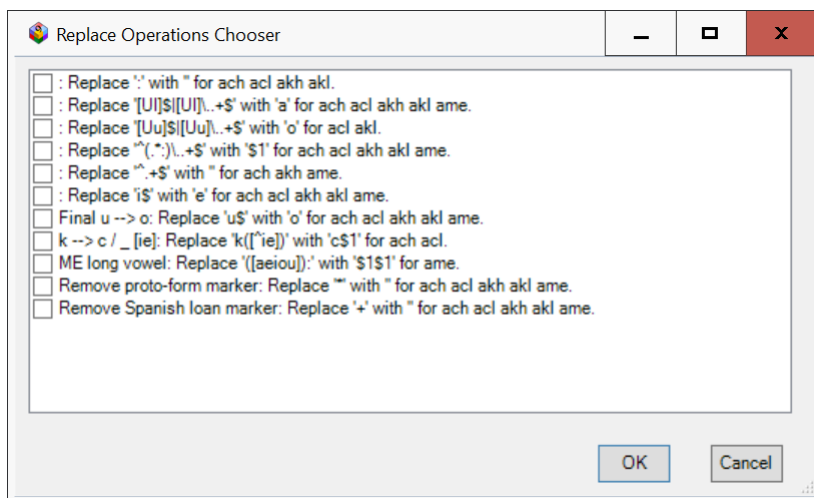 Replace Operations Chooser
: Replace ':' with '' for ach acl akh akl.
: Replace '[UI]$|[UI]\..+$' with 'a' for ach acl akh akl ame.
: Replace '[Uu]$|[Uu]\..+$' with 'o' for acl akl.
: Replace '^(.*:)\..+$' with '$1' for ach acl akh akl ame.
: Replace '^.+$' with '' for ach akh ame.
: Replace 'i$' with 'e' for ach acl akh akl ame.
Final u --> o: Replace 'u$' with 'o' for acl akh akl ame.
k --> c / _ [ie]: Replace 'k([^ie])' with 'c$1' for ach acl.
ME long vowel: Replace '([aeiou]):' with '$1$1' for ame.
Remove proto-form marker: Replace '*' with '' for ach acl akh akl ame.
Remove Spanish loan marker: Replace '+' with '' for ach acl akh akl ame.
OK Cancel